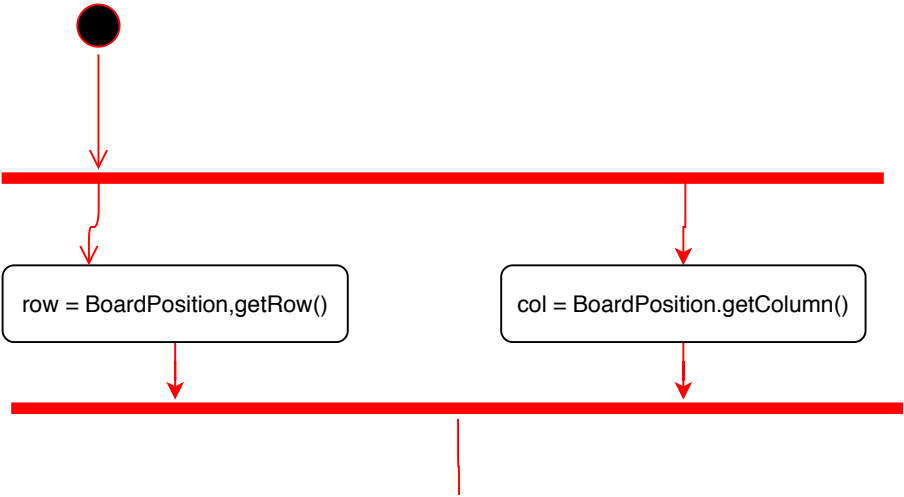 row = BoardPosition,getRow()
col = BoardPosition.getColumn()